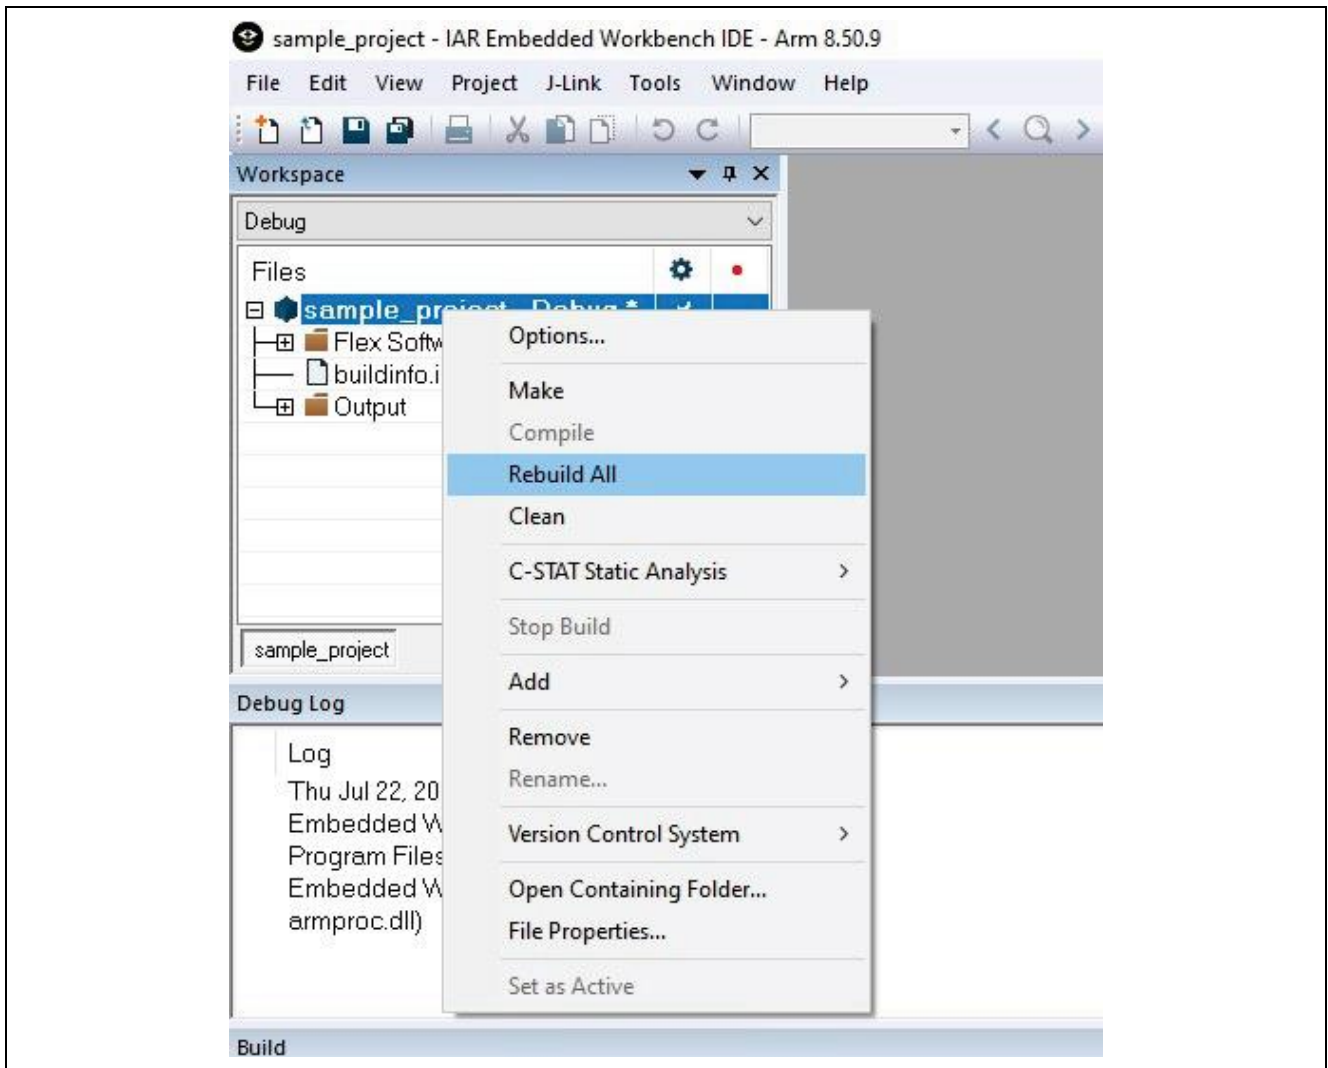 sample_project - IAR Embedded Workbench IDE - Arm 8.50.9
File Edit View Project J-Link Tools Window Help
Workspace
Debug
Files
sample_project - Debug *
Flex Softw
buildinfo.i
Output
sample_project
Options...
Make
Compile
Rebuild All
Clean
C-STAT Static Analysis
Stop Build
Add
Remove
Rename...
Version Control System
Open Containing Folder...
File Properties...
Set as Active
Debug Log
Log
Thu Jul 22, 20
Embedded W
Program Files
Embedded W
armproc.dll)
Build